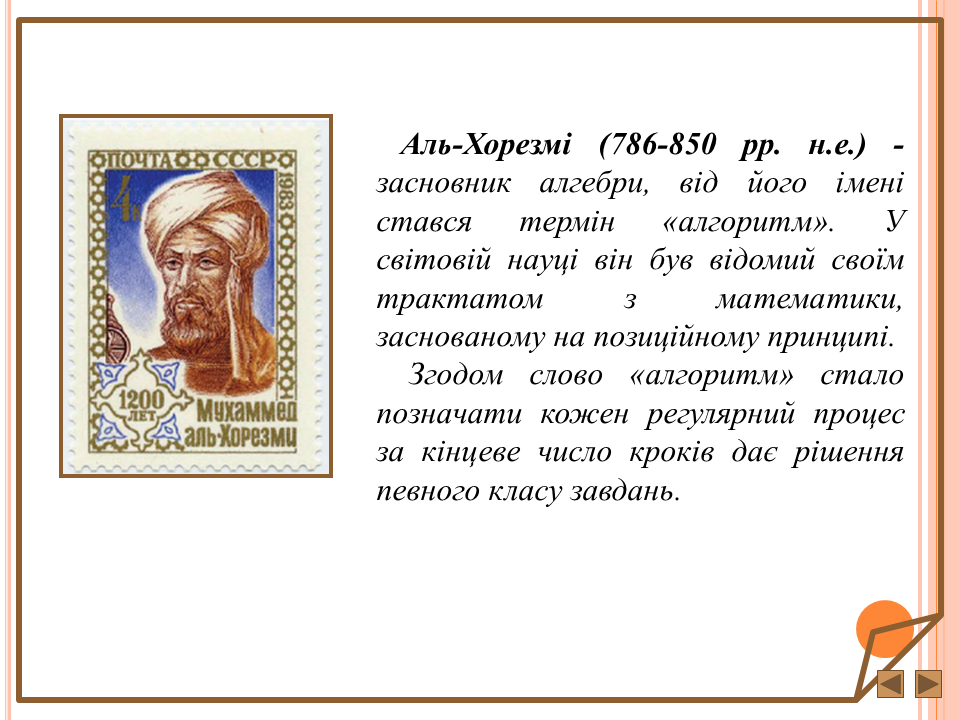 ПОЧТА СССР
1983
4к
1200
ЛЕТ
Мухаммед
аль-Хорезми
Аль-Хорезмі (786-850 рр. н.е.) -
засновник алгебри, від його імені
стався термін «алгоритм». У
світовій науці він був відомий своїм
трактатом з математики,
заснованому на позиційному принципі.
Згодом слово «алгоритм» стало
позначати кожен регулярний процес
за кінцеве число кроків дає рішення
певного класу завдань.